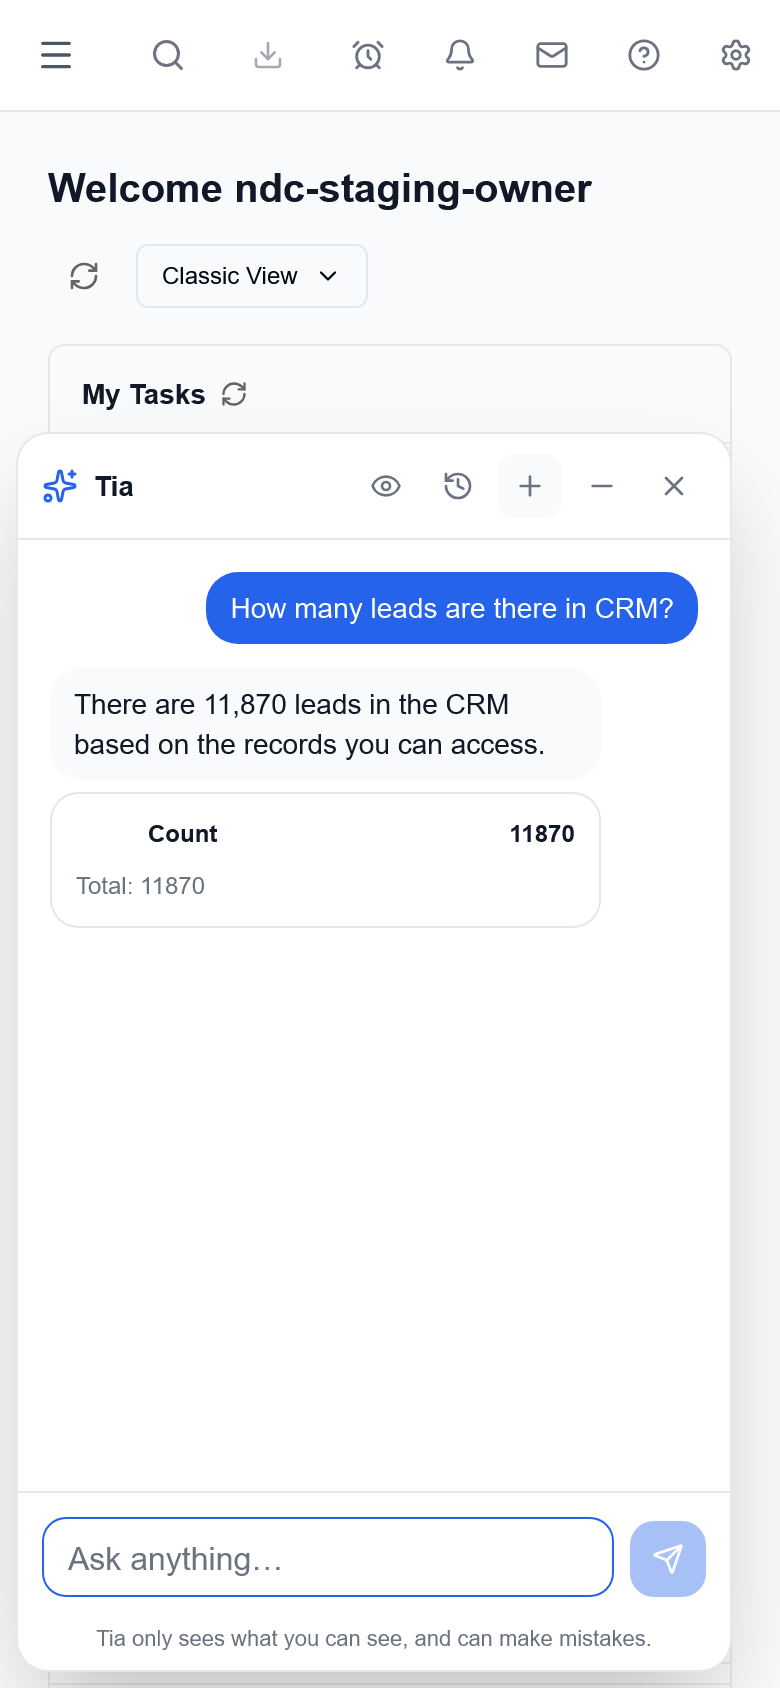 Welcome ndc-staging-owner
Classic View
My Tasks
Tia
How many leads are there in CRM?
There are 11,870 leads in the CRM
based on the records you can access.
Count 11870
Total: 11870
Ask anything…
Tia only sees what you can see, and can make mistakes.